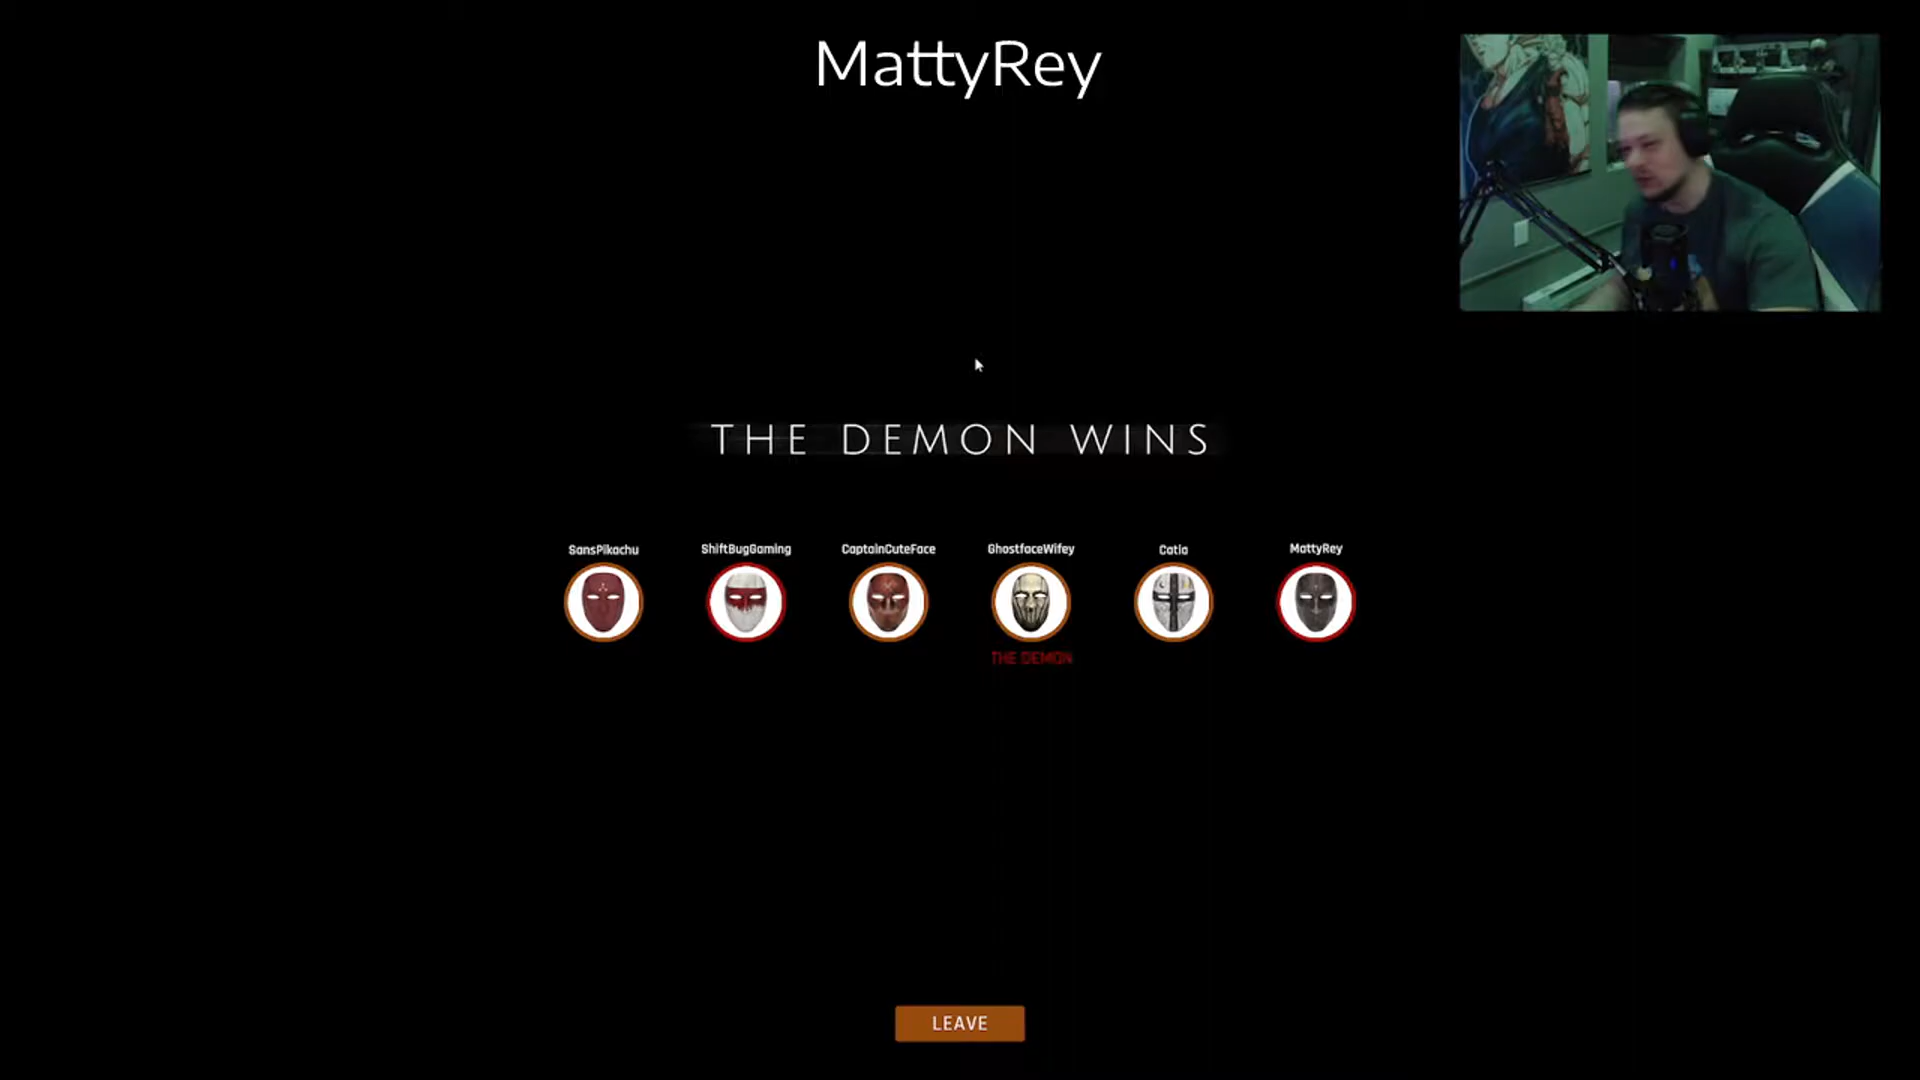 MattyRey
THE DEMON WINS
SansPikachu ShiftBugGaming CaptainCuteFace GhostfaceWifey Catia MattyRey
THE DEMON
LEAVE